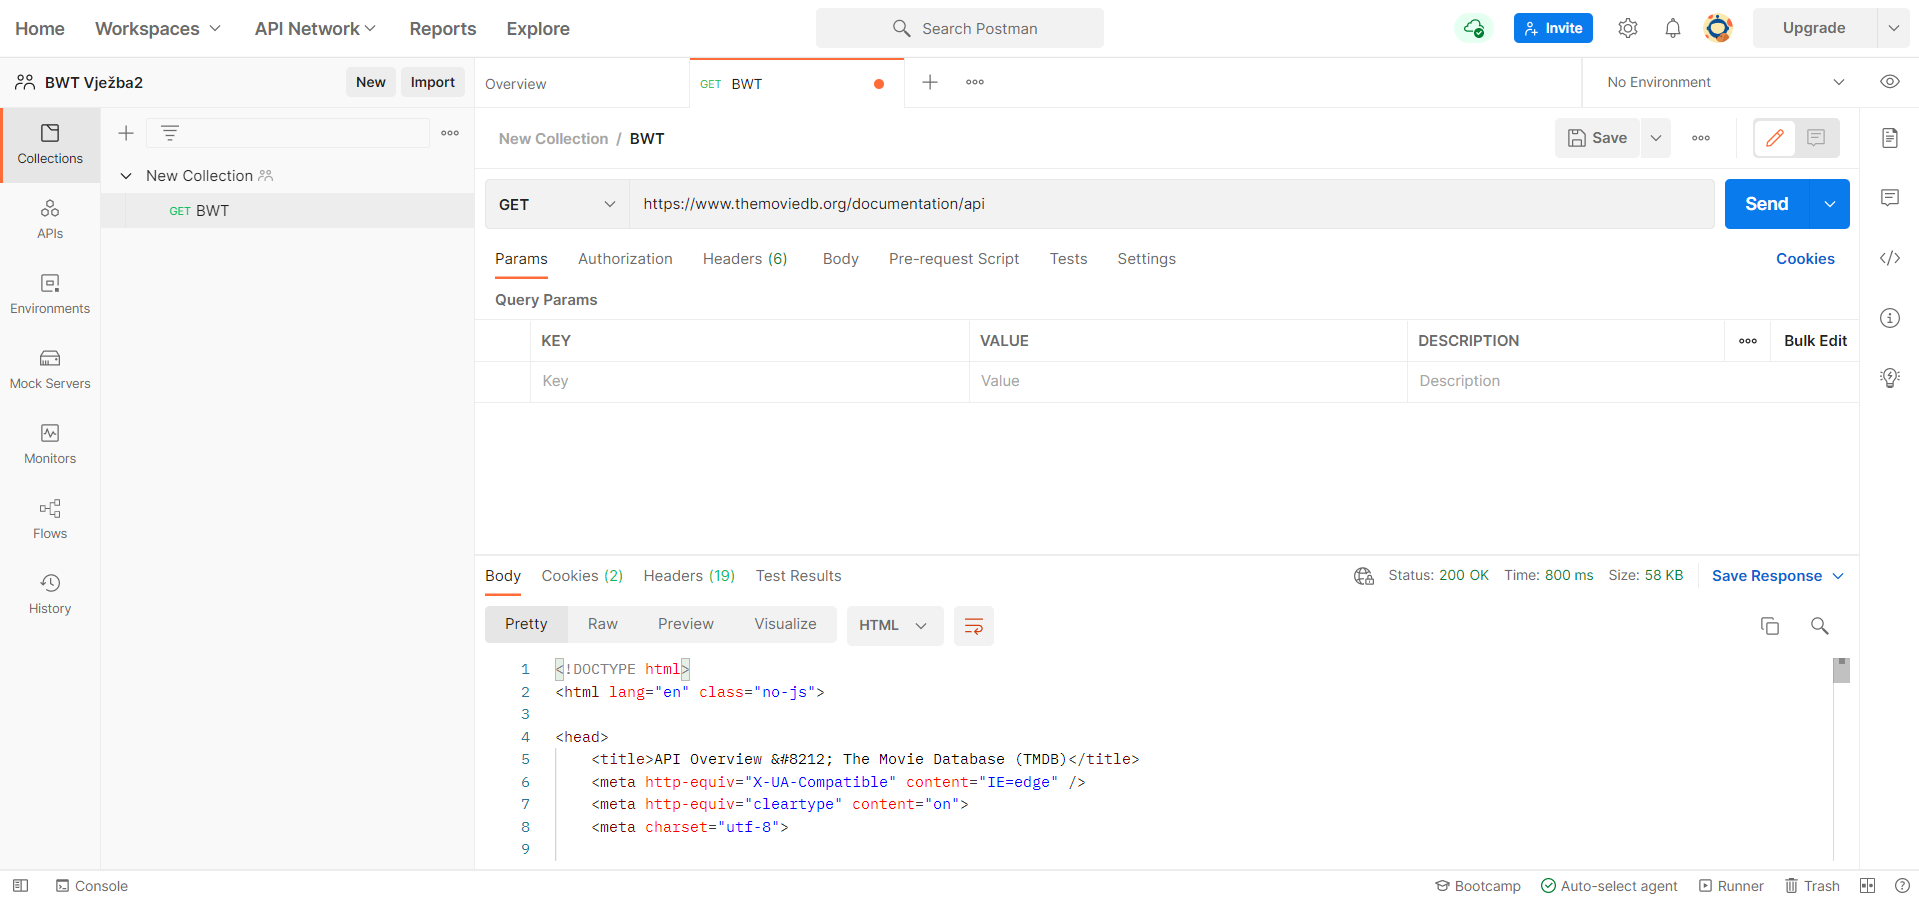 Home Workspaces API Network Reports Explore Search Postman Invite Upgrade
BWT Vježba2 New Import Overview GET BWT No Environment
Collections
New Collection / BWT Save
New Collection
GET BWT
APIs
Environments
Mock Servers
Monitors
Flows
History
GET https://www.themoviedb.org/documentation/api Send
Params Authorization Headers (6) Body Pre-request Script Tests Settings Cookies
Query Params
KEY VALUE DESCRIPTION Bulk Edit
Key Value Description
Body Cookies (2) Headers (19) Test Results Status: 200 OK Time: 800 ms Size: 58 KB Save Response
Pretty Raw Preview Visualize HTML
1 <!DOCTYPE html>
2 <html lang="en" class="no-js">
3
4 <head>
5 <title>API Overview &#8212; The Movie Database (TMDB)</title>
6 <meta http-equiv="X-UA-Compatible" content="IE=edge" />
7 <meta http-equiv="cleartype" content="on">
8 <meta charset="utf-8">
9
Console Bootcamp Auto-select agent Runner Trash